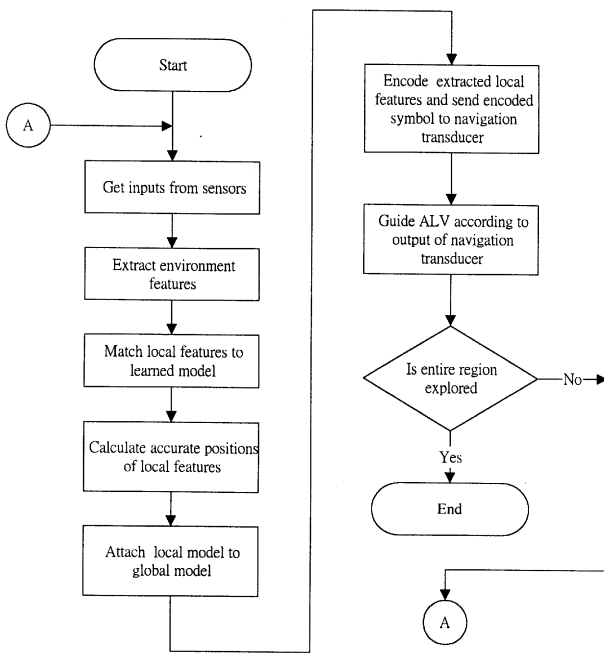 Start
A
Get inputs from sensors
Extract environment
features
Match local features to
learned model
Calculate accurate positions
of local features
Attach local model to
global model
Encode extracted local
features and send encoded
symbol to navigation
transducer
Guide ALV according to
output of navigation
transducer
Is entire region
explored
No
Yes
End
A